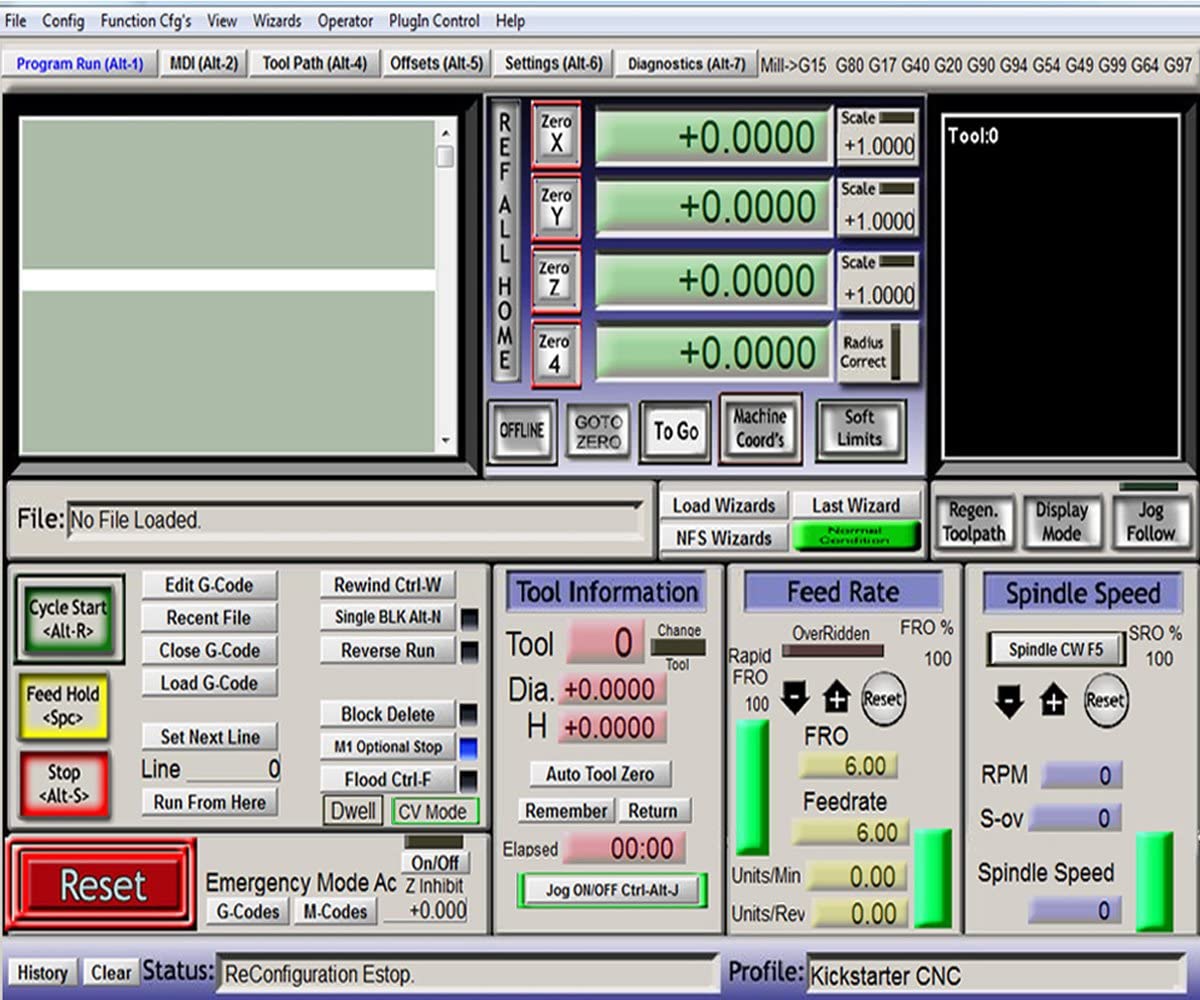 File Config Function Cfg's View Wizards Operator PlugIn Control Help
Program Run (Alt-1) MDI (Alt-2) Tool Path (Alt-4) Offsets (Alt-5) Settings (Alt-6) Diagnostics (Alt-7) Mill->G15 G80 G17 G40 G20 G90 G94 G54 G49 G99 G64 G97
REF ALL HOME
Zero X +0.0000 Scale +1.0000
Zero Y +0.0000 Scale +1.0000
Zero Z +0.0000 Scale +1.0000
Zero 4 +0.0000 Radius Correct
OFFLINE GOTO ZERO To Go Machine Coord's Soft Limits
Tool:0
File: No File Loaded.
Load Wizards Last Wizard
NFS Wizards Normal Condition
Regen. Toolpath Display Mode Jog Follow
Cycle Start <Alt-R>
Feed Hold <Spc>
Stop <Alt-S>
Edit G-Code
Recent File
Close G-Code
Load G-Code
Set Next Line
Line 0
Run From Here
Rewind Ctrl-W
Single BLK Alt-N
Reverse Run
Block Delete
M1 Optional Stop
Flood Ctrl-F
Dwell CV Mode
Reset
Emergency Mode Ac
G-Codes M-Codes
On/Off
Z Inhibit
+0.000
Tool Information
Tool 0 Change Tool
Dia. +0.0000
H +0.0000
Auto Tool Zero
Remember Return
Elapsed 00:00
Jog ON/OFF Ctrl-Alt-J
Feed Rate
OverRidden FRO %
100
Rapid FRO
100
Reset
FRO
6.00
Feedrate
6.00
Units/Min 0.00
Units/Rev 0.00
Spindle Speed
Spindle CW F5 SRO %
100
Reset
RPM 0
S-ov 0
Spindle Speed
0
History Clear Status: ReConfiguration Estop. Profile: Kickstarter CNC